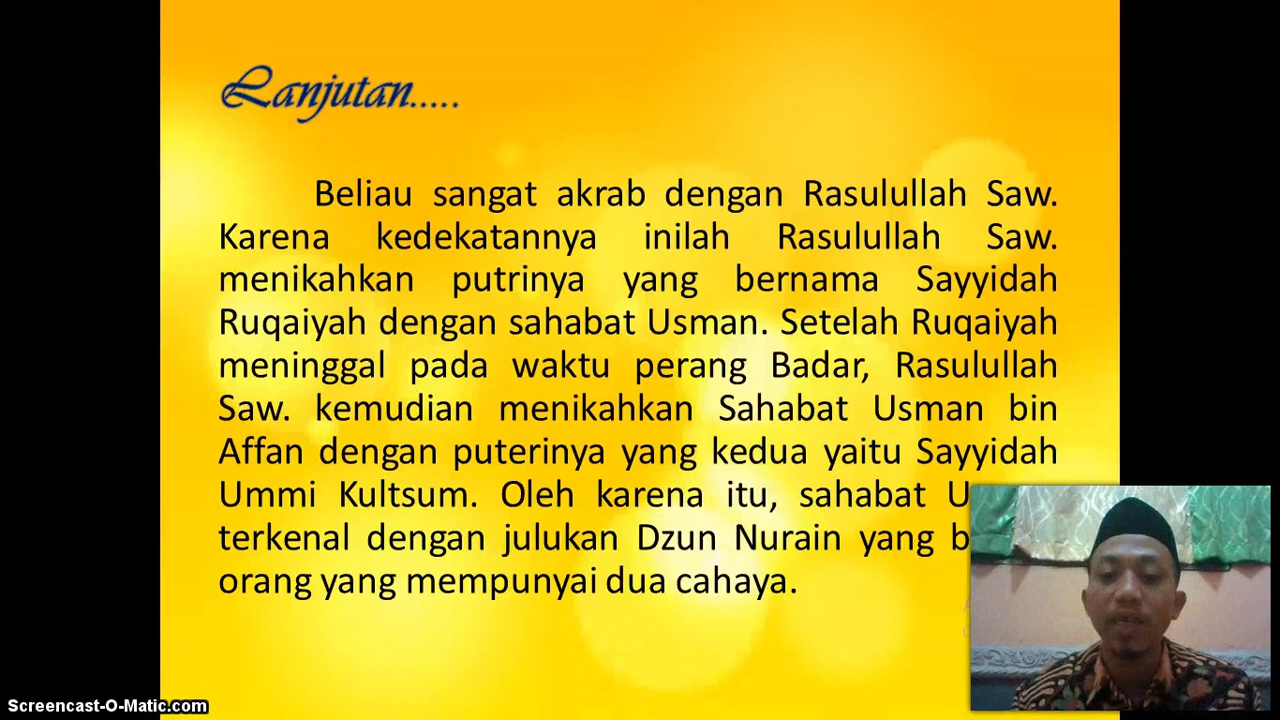 Lanjutan.....
Beliau sangat akrab dengan Rasulullah Saw.
Karena kedekatannya inilah Rasulullah Saw.
menikahkan putrinya yang bernama Sayyidah
Ruqaiyah dengan sahabat Usman. Setelah Ruqaiyah
meninggal pada waktu perang Badar, Rasulullah
Saw. kemudian menikahkan Sahabat Usman bin
Affan dengan puterinya yang kedua yaitu Sayyidah
Ummi Kultsum. Oleh karena itu, sahabat
terkenal dengan julukan Dzun Nurain yang
orang yang mempunyai dua cahaya.
Screencast-O-Matic.com